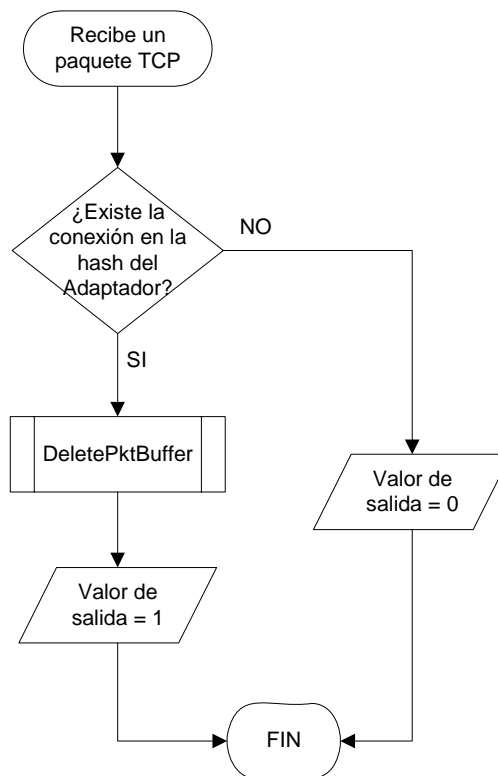 Recibe un
paquete TCP
¿Existe la
conexión en la
hash del
Adaptador?
NO
SI
DeletePktBuffer
Valor de
salida = 0
Valor de
salida = 1
FIN